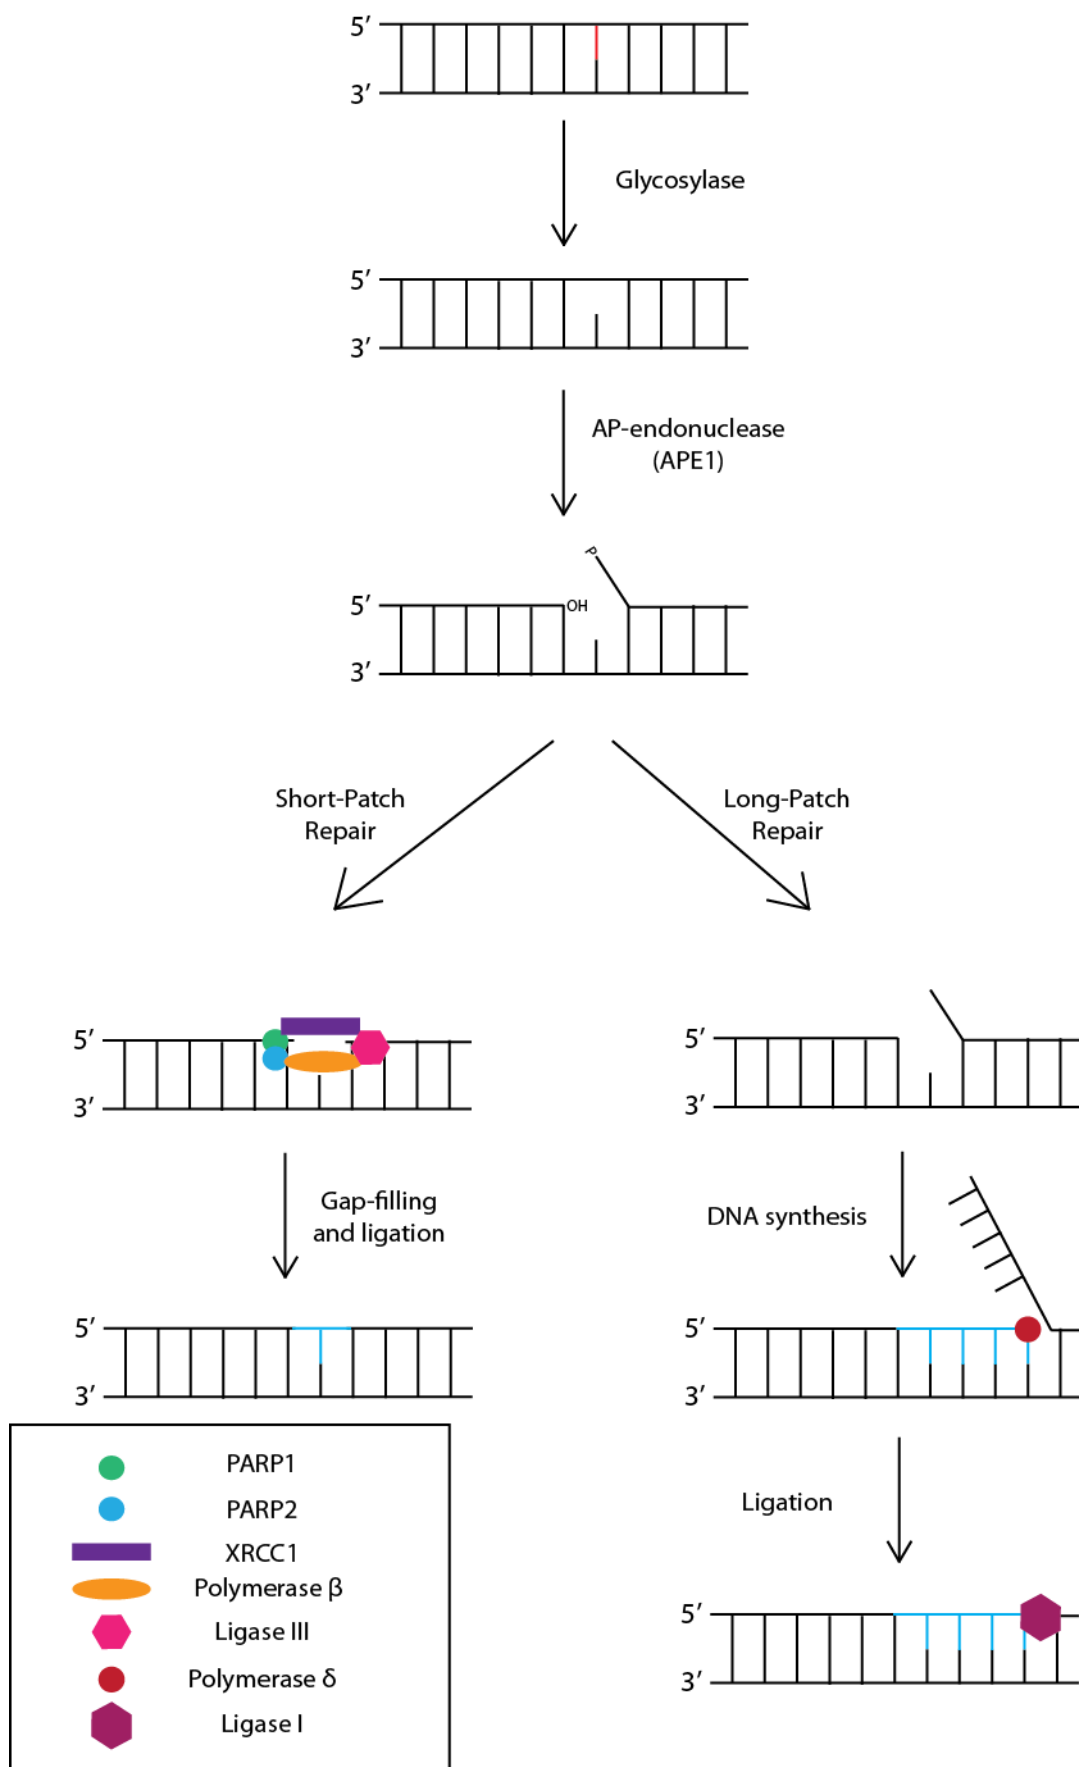 5′
3′
Glycosylase
5′
3′
AP-endonuclease
(APE1)
P
5′
OH
3′
Short-Patch
Repair
Long-Patch
Repair
5′
3′
5′
3′
Gap-filling
and ligation
DNA synthesis
5′
3′
5′
3′
PARP1
PARP2
XRCC1
Polymerase β
Ligase III
Polymerase δ
Ligase I
Ligation
5′
3′